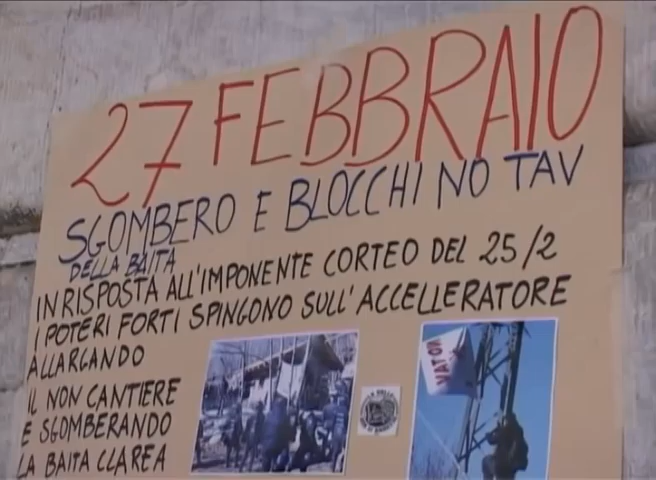 27 FEBBRAIO
SGOMBERO E BLOCCHI NO TAV
DELLA BAITA
IN RISPOSTA ALL'IMPONENTE CORTEO DEL 25/2
I POTERI FORTI SPINGONO SULL'ACCELLERATORE
ALLARGANDO
IL NON CANTIERE
E SGOMBERANDO
LA BAITA CLAREA